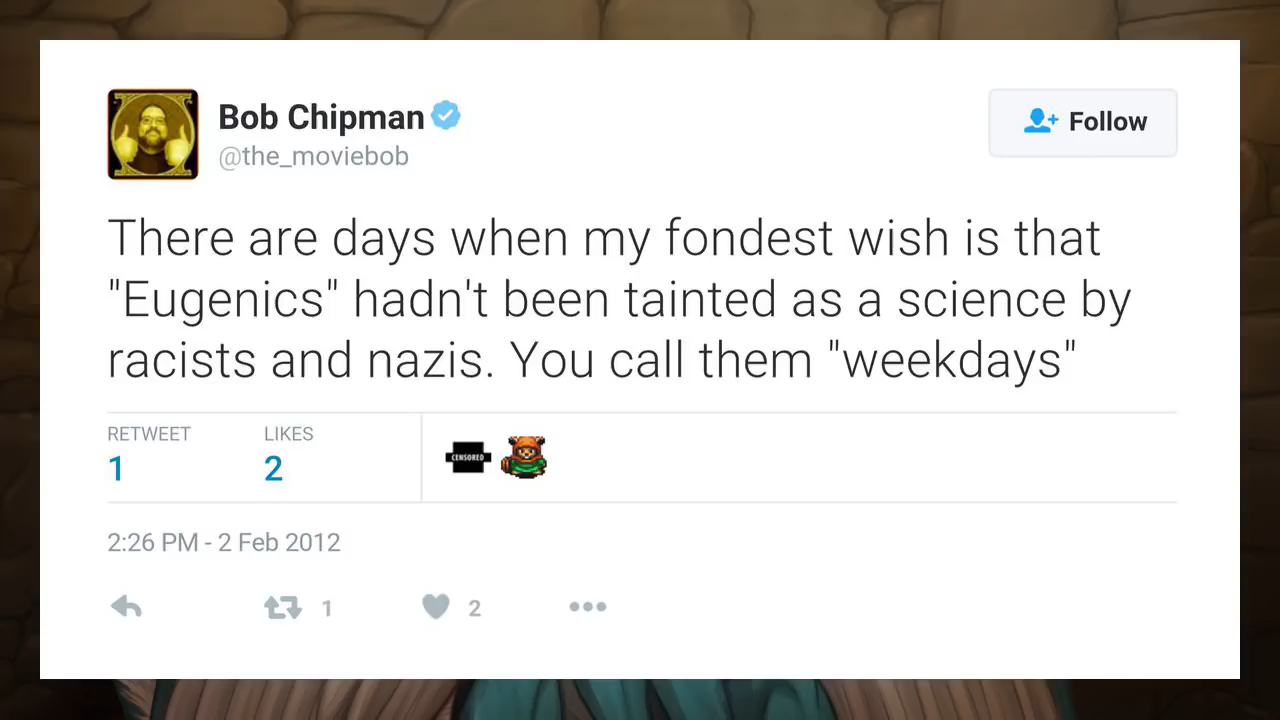 Bob Chipman
@the_moviebob
Follow
There are days when my fondest wish is that
"Eugenics" hadn't been tainted as a science by
racists and nazis. You call them "weekdays"
RETWEET LIKES
1 2
CENSORED
2:26 PM - 2 Feb 2012
1 2